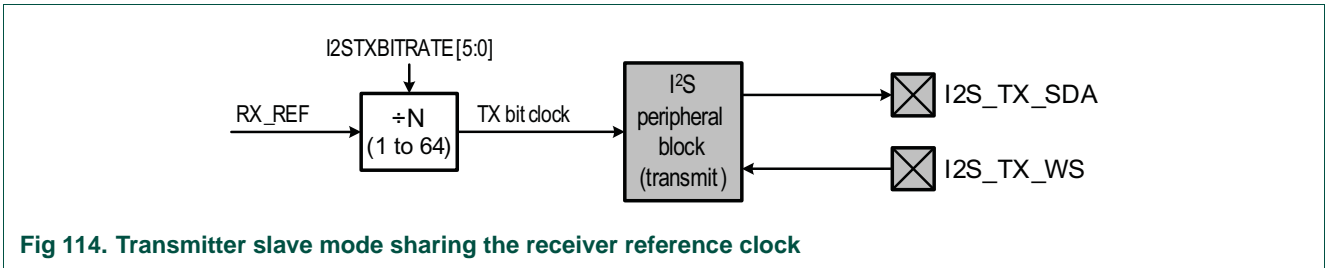 I2STXBITRATE[5:0]
RX_REF
÷N
(1 to 64)
TX bit clock
I²S
peripheral
block
(transmit)
I2S_TX_SDA
I2S_TX_WS
Fig 114. Transmitter slave mode sharing the receiver reference clock